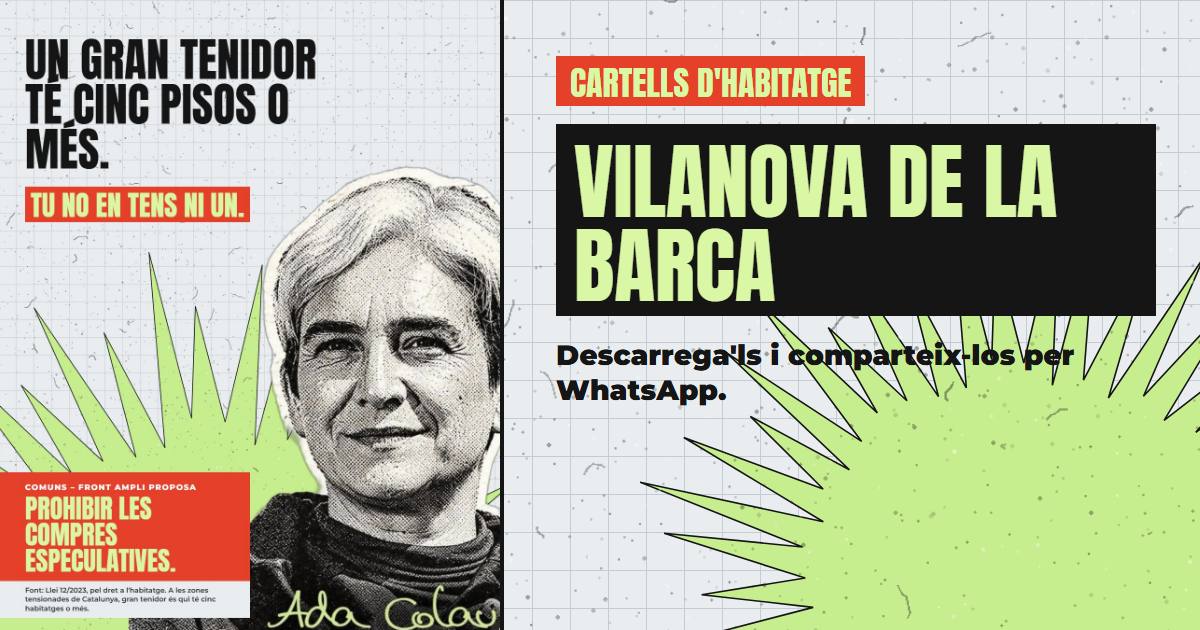 UN GRAN TENIDOR
TÉ CINC PISOS O
MÉS.
TU NO EN TENS NI UN.
COMUNS – FRONT AMPLI PROPOSA
PROHIBIR LES
COMPRES
ESPECULATIVES.
Font: Llei 12/2023, pel dret a l'habitatge. A les zones
tensionades de Catalunya, gran tenidor és qui té cinc
habitatges o més.
Ada Colau
CARTELLS D'HABITATGE
VILANOVA DE LA
BARCA
Descarrega'ls i comparteix-los per
WhatsApp.